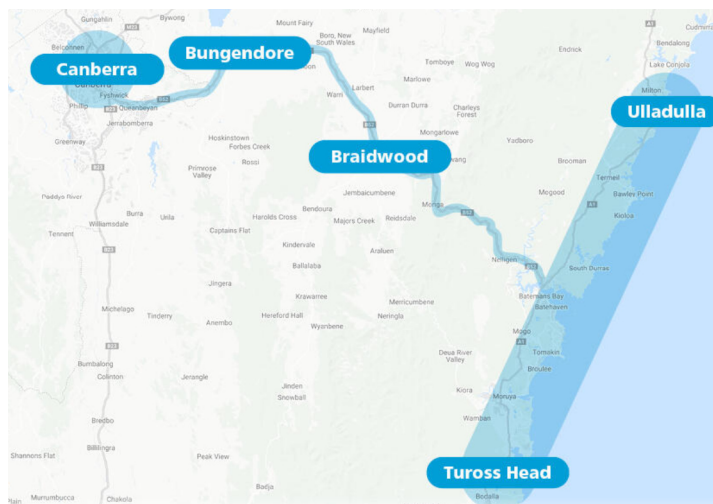 Gungahlin
Bywong
Mount Fairy
Mayfield
Cudmirrah
Belconnen
Bungendore
Boro, New
South Wales
Endrick
Bendalong
Canberra
Tomboye
Wog Wog
Lake Conjola
Fyshwick
Larbert
Marlowe
Milton
Queanbeyan
Warri
Durran Durra
Charleys
Forest
Ulladulla
Jerrabomberra
Greenway
Hoskinstown
Forbes Creek
Mongarlowe
Yadboro
Rossi
Braidwood
Brooman
Primrose
Valley
Termeil
Paddys River
Jembaicumbene
Mogood
Bawley Point
Burra
Urila
Bendoura
Monga
Kioloa
Williamsdale
Harolds Cross
Majors Creek
Reidsdale
Tennent
Captains Flat
Kindervale
Araluen
Nelligen
Ballalaba
South Durras
Jingera
Batemans Bay
Michelago
Krawarree
Merricumbene
Batehaven
Tinderry
Anembo
Hereford Hall
Neringla
Wyanbene
Mogo
Deua River
Valley
Tomakin
Bumbalong
Broulee
Colinton
Jerangle
Jinden
Kiora
Snowball
Moruya
Bredbo
Wamban
Billilingra
Shannons Flat
Peak View
Tuross Head
Badja
Murrumbucca
Chakola
Bodalla